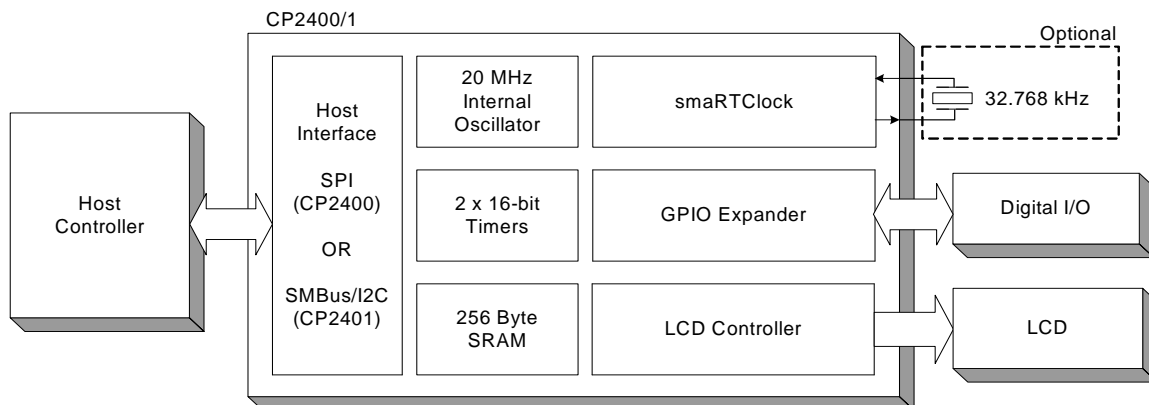 CP2400/1
Optional
Host
Controller
Host
Interface
SPI
(CP2400)
OR
SMBus/I2C
(CP2401)
20 MHz
Internal
Oscillator
smaRTClock
32.768 kHz
2 x 16-bit
Timers
GPIO Expander
Digital I/O
256 Byte
SRAM
LCD Controller
LCD